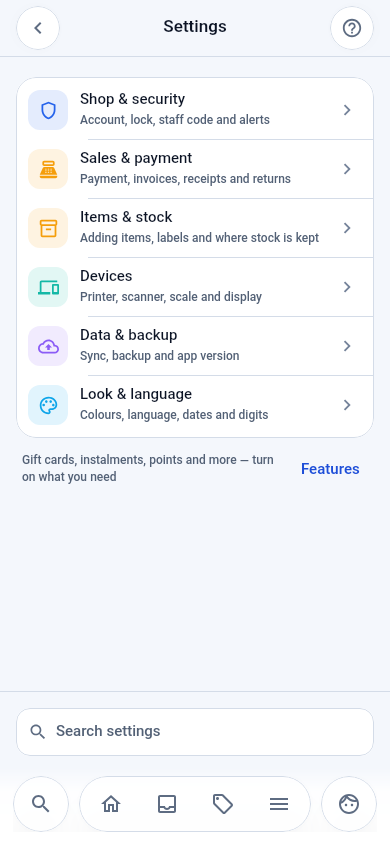 Settings
Shop & security
Account, lock, staff code and alerts
Sales & payment
Payment, invoices, receipts and returns
Items & stock
Adding items, labels and where stock is kept
Devices
Printer, scanner, scale and display
Data & backup
Sync, backup and app version
Look & language
Colours, language, dates and digits
Gift cards, instalments, points and more — turn
on what you need
Features
Search settings